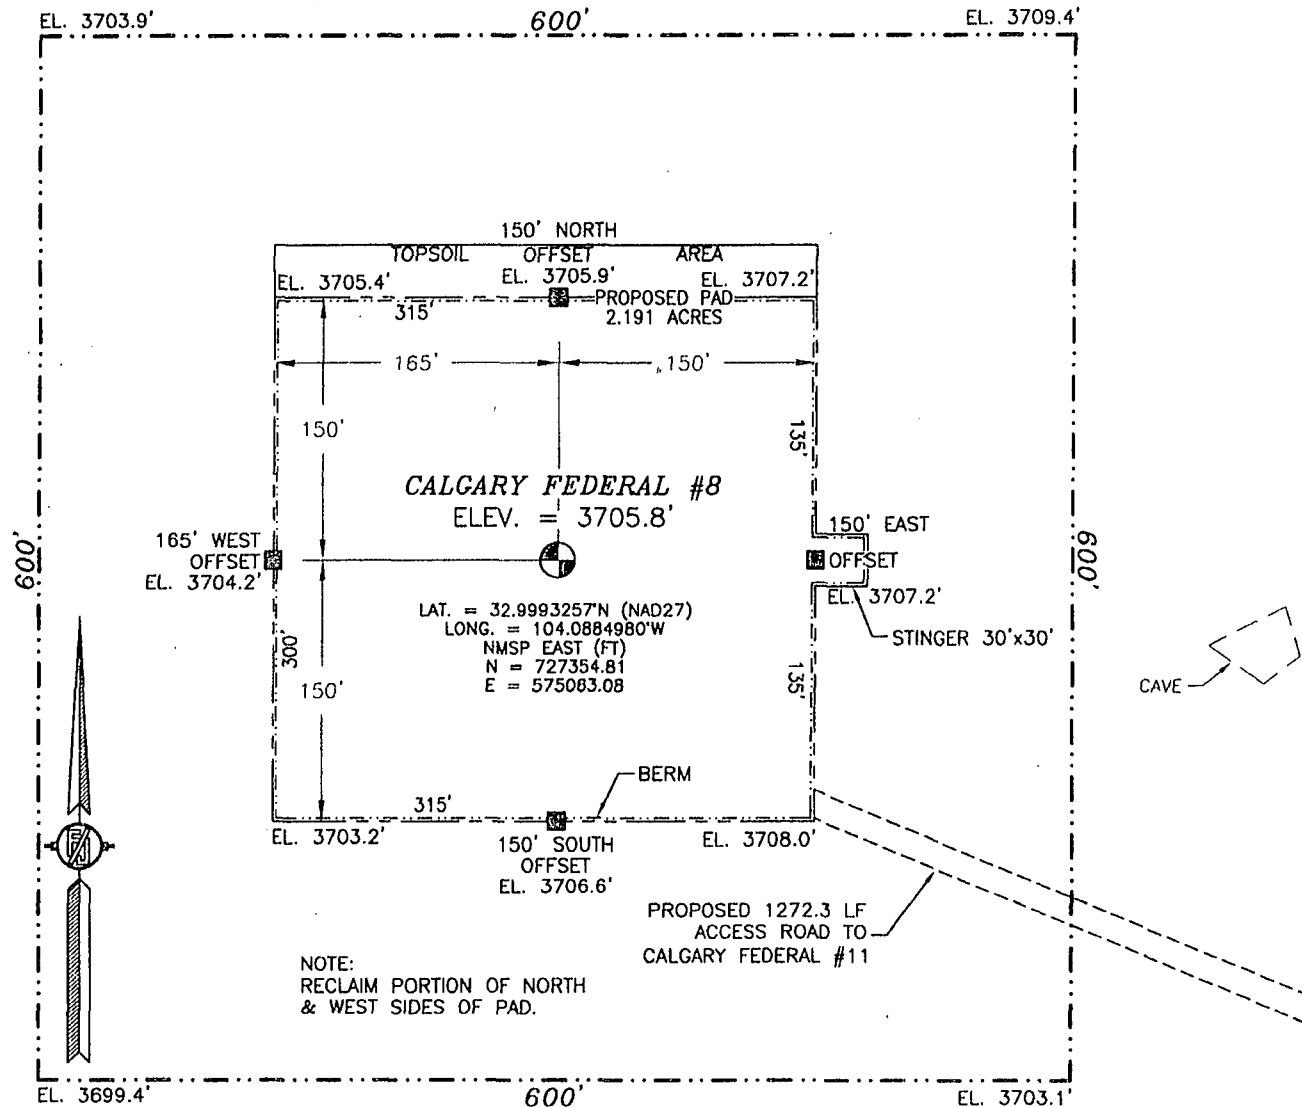 EL. 3703.9'
600'
EL. 3709.4'
150' NORTH
TOPSOIL OFFSET AREA
EL. 3705.4'
EL. 3705.9'
EL. 3707.2'
315'
PROPOSED PAD
2.191 ACRES
165'
150'
150'
135'
CALGARY FEDERAL #8
ELEV. = 3705.8'
165' WEST
OFFSET
EL. 3704.2'
150' EAST
OFFSET
EL. 3707.2'
600'
600'
STINGER 30'x30'
LAT. = 32.9993257°N (NAD27)
LONG. = 104.0884980°W
NMSP EAST (FT)
N = 727354.81
E = 575083.08
300'
150'
135'
CAVE
BERM
315'
EL. 3703.2'
150' SOUTH
OFFSET
EL. 3706.6'
EL. 3708.0'
PROPOSED 1272.3 LF
ACCESS ROAD TO
CALGARY FEDERAL #11
NOTE:
RECLAIM PORTION OF NORTH
& WEST SIDES OF PAD.
EL. 3699.4'
600'
EL. 3703.1'